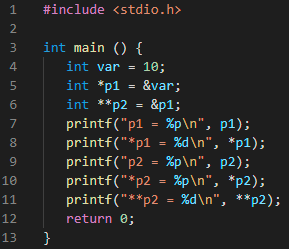 1 #include <stdio.h>
2
3 int main () {
4     int var = 10;
5     int *p1 = &var;
6     int **p2 = &p1;
7     printf("p1 = %p\n", p1);
8     printf("*p1 = %d\n", *p1);
9     printf("p2 = %p\n", p2);
10     printf("*p2 = %p\n", *p2);
11     printf("**p2 = %d\n", **p2);
12     return 0;
13 }